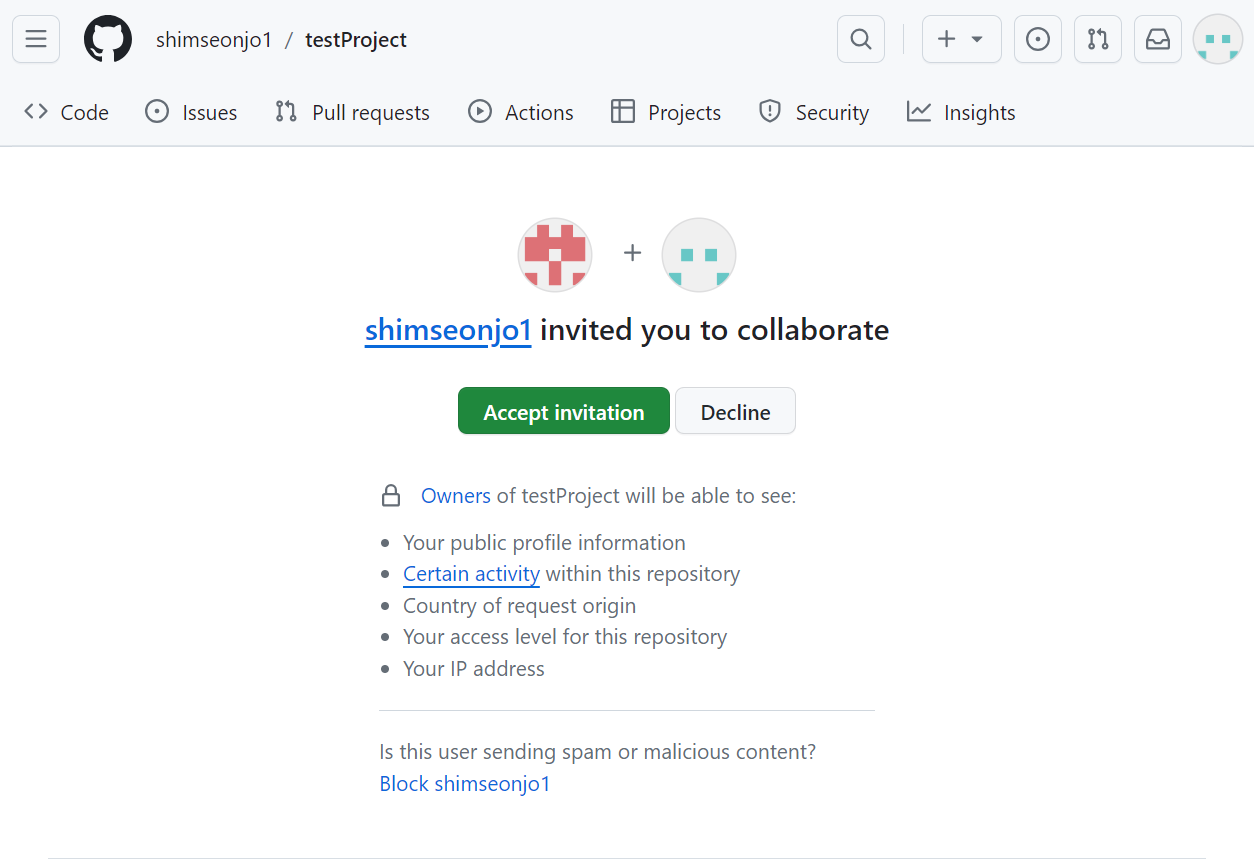 shimseonjo1 / testProject
Code Issues Pull requests Actions Projects Security Insights
shimseonjo1 invited you to collaborate
Accept invitation Decline
Owners of testProject will be able to see:
Your public profile information
Certain activity within this repository
Country of request origin
Your access level for this repository
Your IP address
Is this user sending spam or malicious content?
Block shimseonjo1